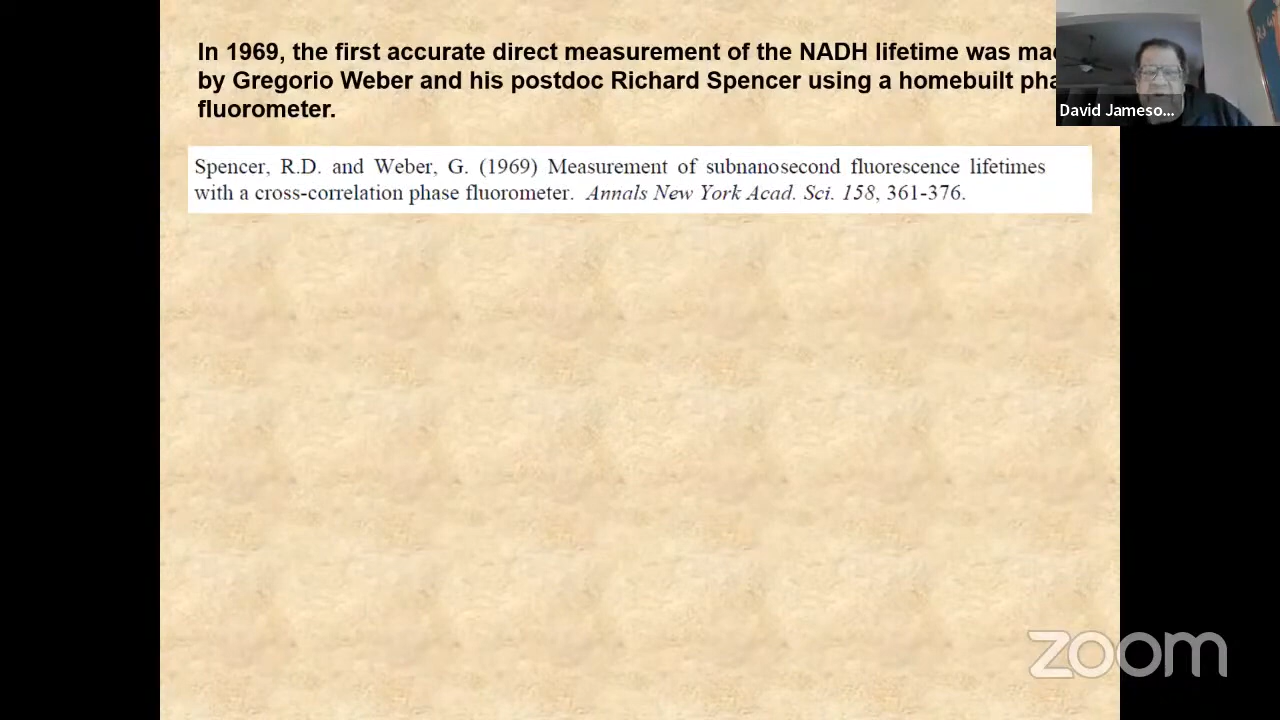 In 1969, the first accurate direct measurement of the NADH lifetime was
by Gregorio Weber and his postdoc Richard Spencer using a homebuilt
fluorometer.
David Jameso...
Spencer, R.D. and Weber, G. (1969) Measurement of subnanosecond fluorescence lifetimes
with a cross-correlation phase fluorometer. Annals New York Acad. Sci. 158, 361-376.
zoom